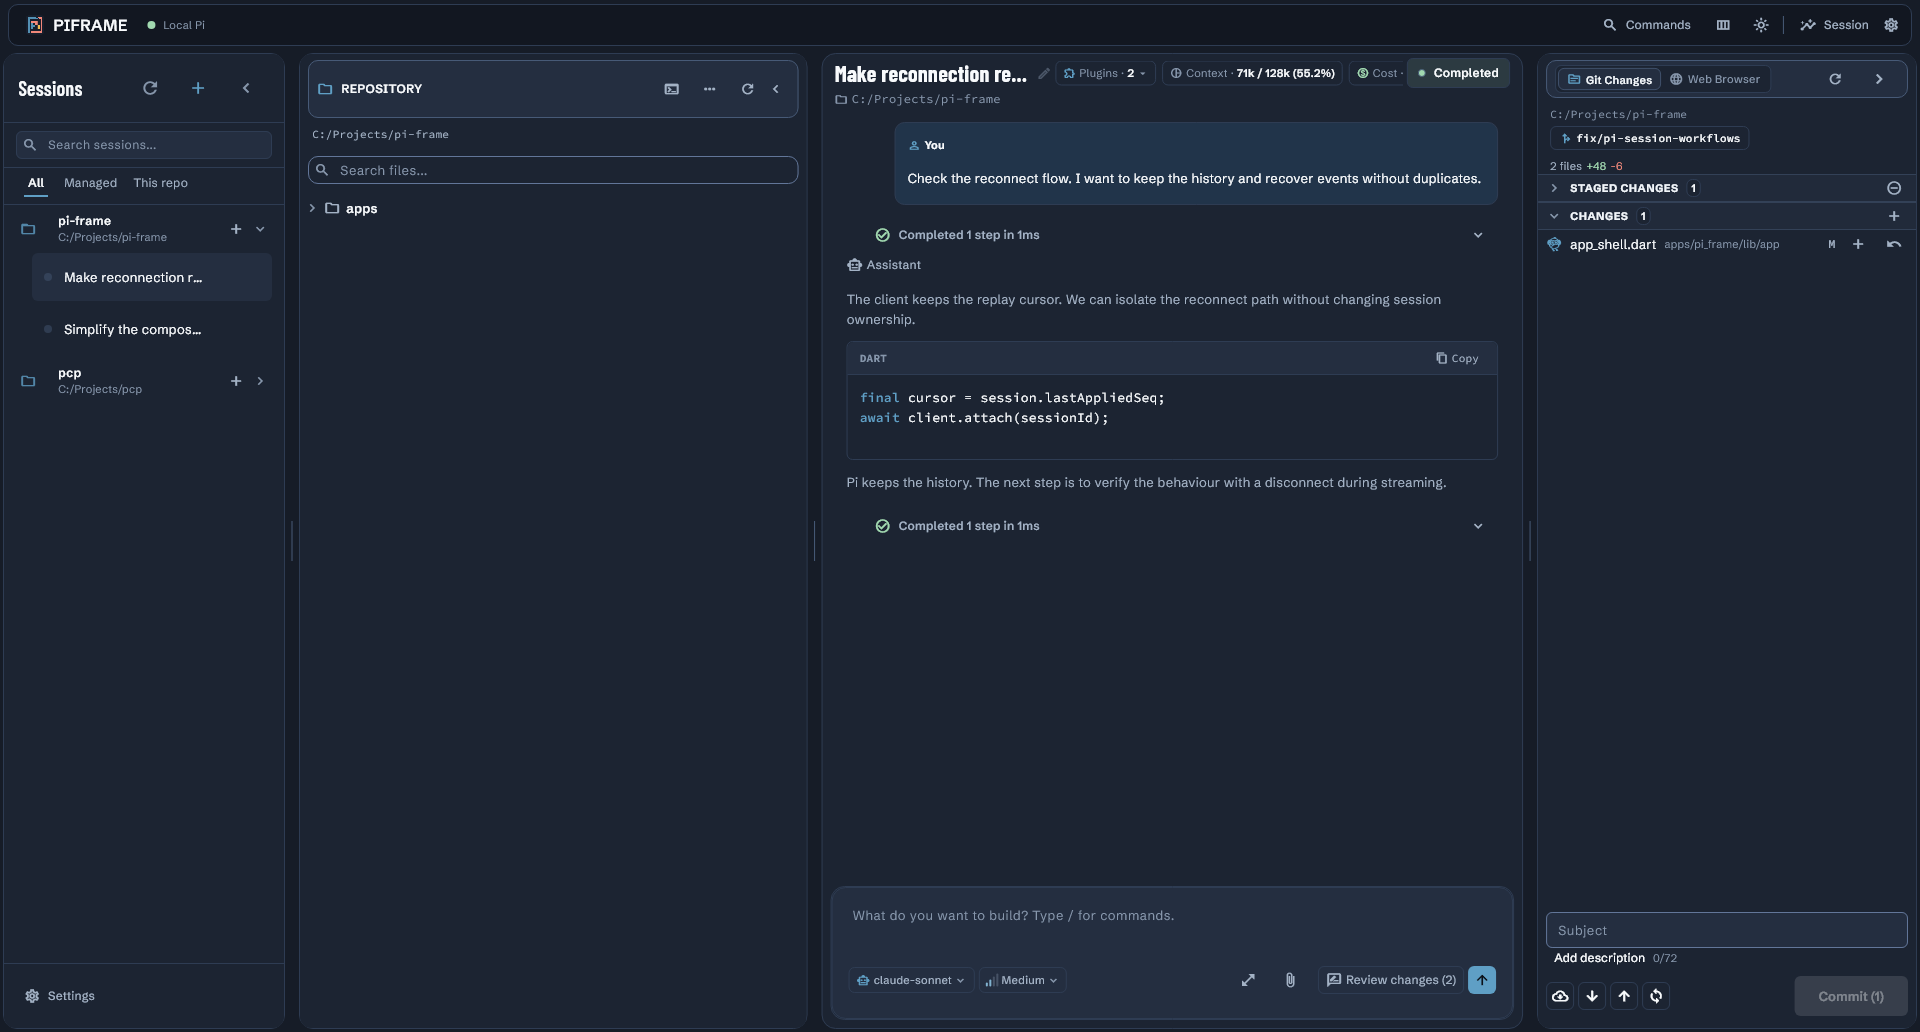 PIFRAME
Local Pi
Commands
Session
Sessions
Search sessions...
All
Managed
This repo
pi-frame
C:/Projects/pi-frame
Make reconnection r...
Simplify the compos...
pcp
C:/Projects/pcp
Settings
REPOSITORY
C:/Projects/pi-frame
Search files...
apps
Make reconnection re...
Plugins · 2
Context · 71k / 128k (55.2%)
Cost ·
Completed
C:/Projects/pi-frame
You
Check the reconnect flow. I want to keep the history and recover events without duplicates.
Completed 1 step in 1ms
Assistant
The client keeps the replay cursor. We can isolate the reconnect path without changing session
ownership.
DART
Copy
final cursor = session.lastAppliedSeq;
await client.attach(sessionId);
Pi keeps the history. The next step is to verify the behaviour with a disconnect during streaming.
Completed 1 step in 1ms
What do you want to build? Type / for commands.
claude-sonnet
Medium
Review changes (2)
Git Changes
Web Browser
C:/Projects/pi-frame
fix/pi-session-workflows
2 files +48 -6
STAGED CHANGES 1
CHANGES 1
app_shell.dart apps/pi_frame/lib/app M
Subject
Add description 0/72
Commit (1)